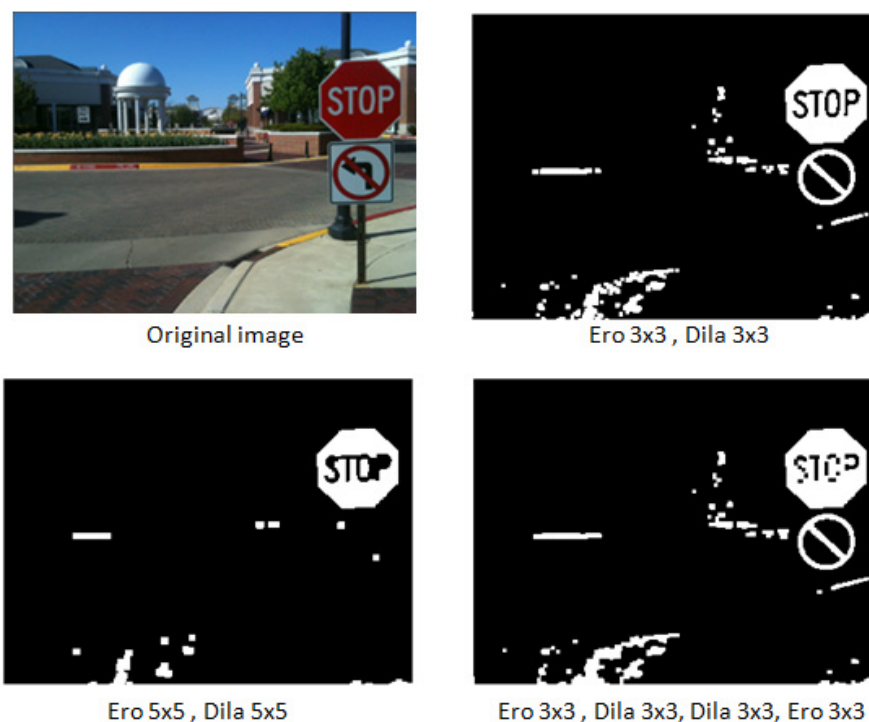 STOP
STOP
Original image
Ero 3x3 , Dila 3x3
STOP
STOP
Ero 5x5 , Dila 5x5
Ero 3x3 , Dila 3x3, Dila 3x3, Ero 3x3